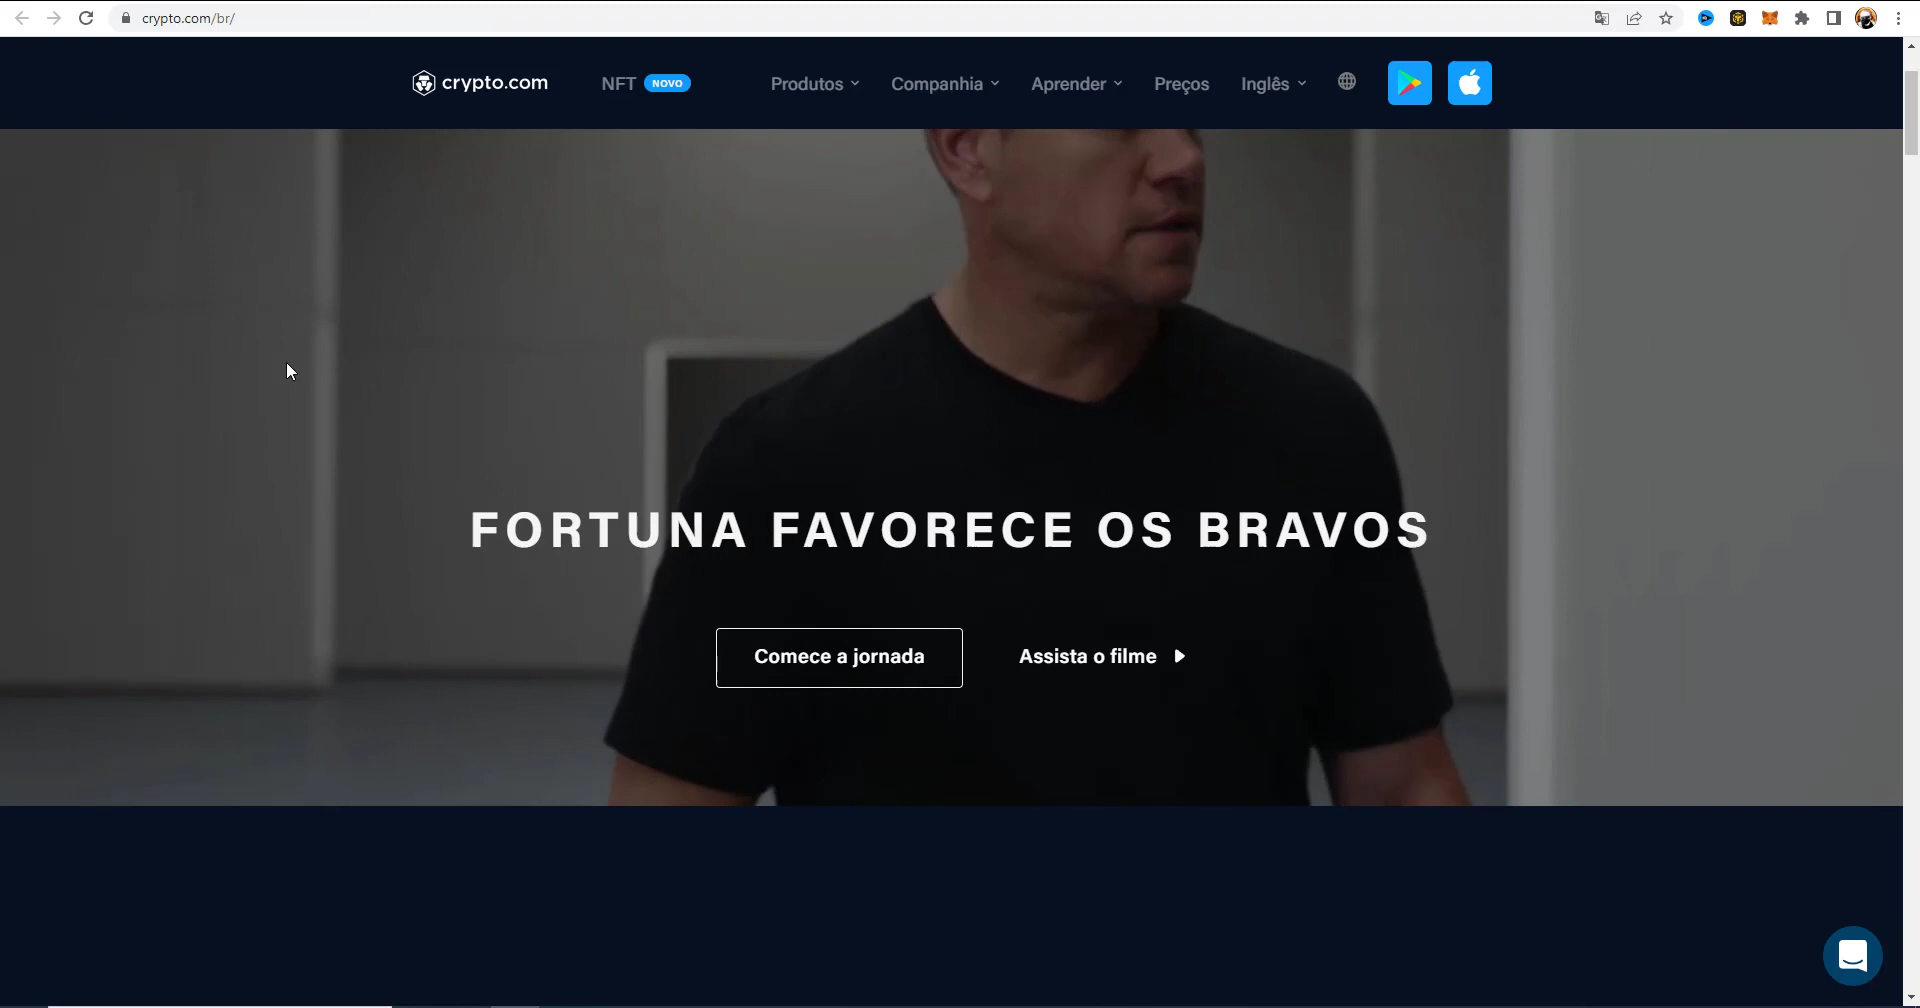 crypto.com/br/
crypto.com
NFT NOVO Produtos Companhia Aprender Preços Inglês
FORTUNA FAVORECE OS BRAVOS
Comece a jornada Assista o filme